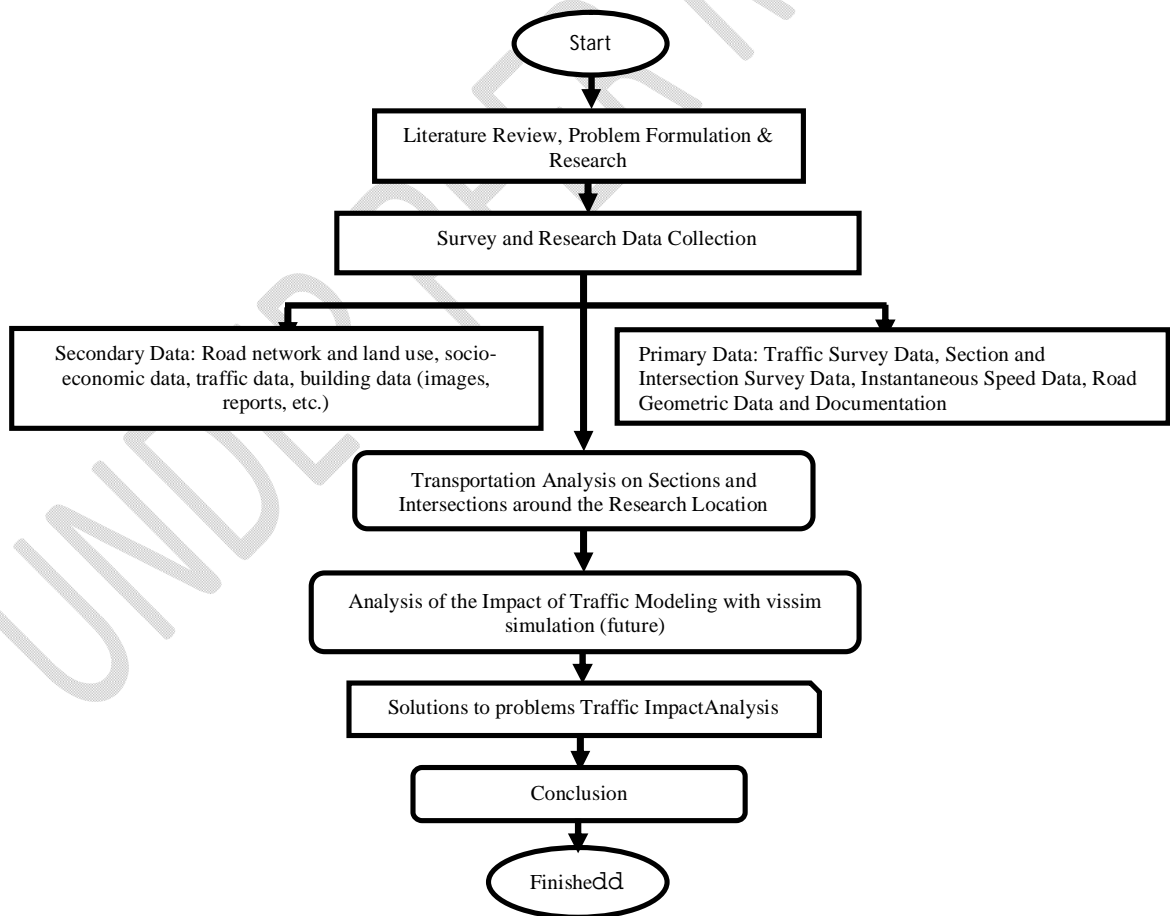 Start
Literature Review, Problem Formulation &
Research
Survey and Research Data Collection
Secondary Data: Road network and land use, socio-
economic data, traffic data, building data (images,
reports, etc.)
Primary Data: Traffic Survey Data, Section and
Intersection Survey Data, Instantaneous Speed Data, Road
Geometric Data and Documentation
Transportation Analysis on Sections and
Intersections around the Research Location
Analysis of the Impact of Traffic Modeling with vissim
simulation (future)
Solutions to problems Traffic ImpactAnalysis
Conclusion
Finishedd
UNDER PEER